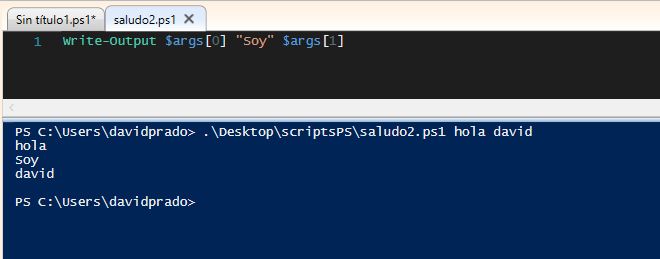 Sin título1.ps1* saludo2.ps1 X
1 Write-Output $args[0] "Soy" $args[1]
PS C:\Users\davidprado> .\Desktop\scriptsPS\saludo2.ps1 hola david
hola
Soy
david
PS C:\Users\davidprado>